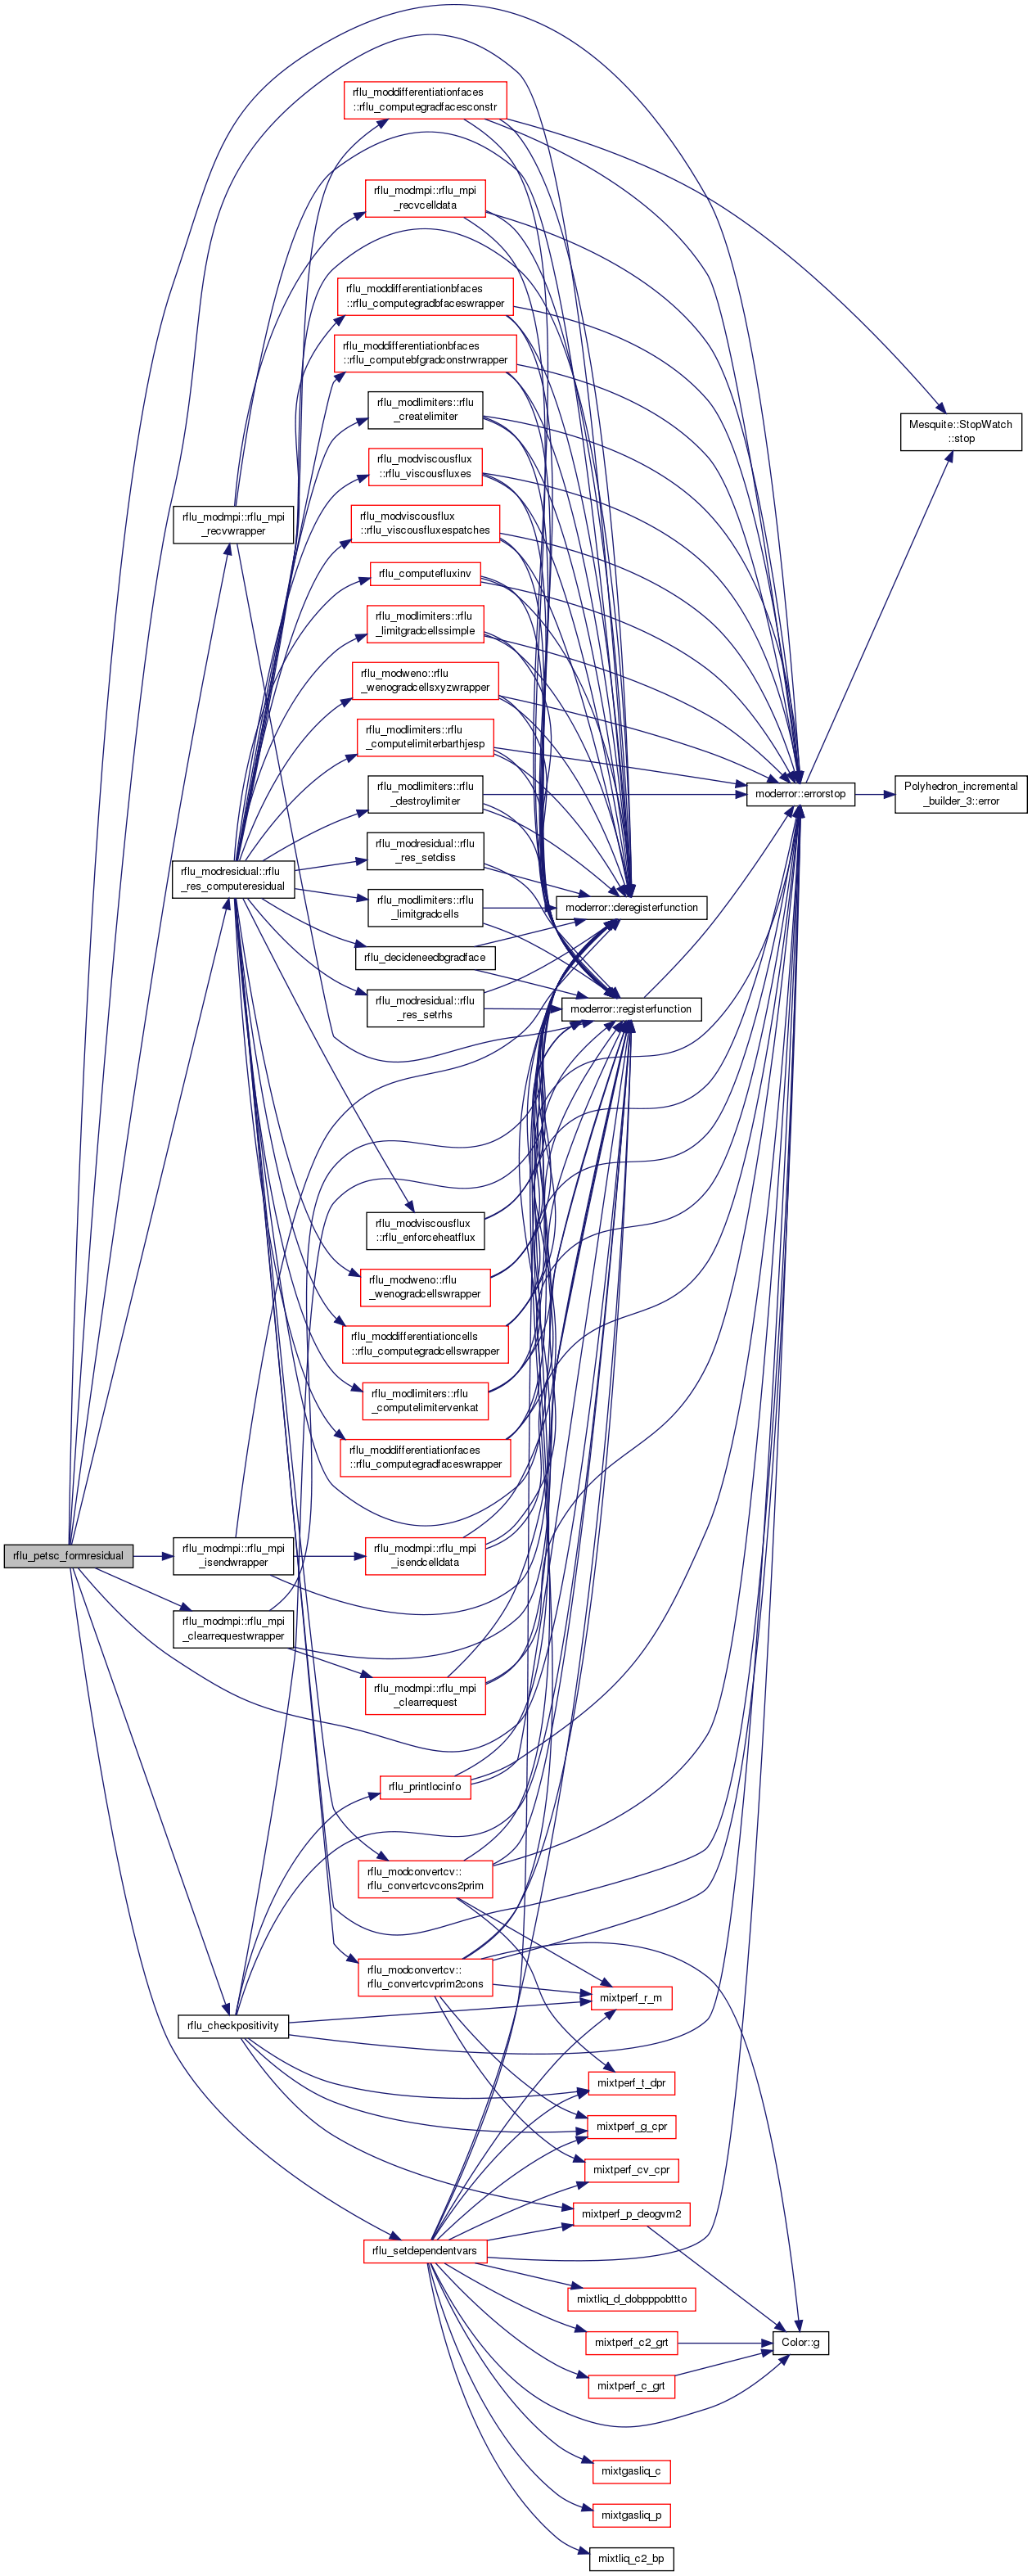 rflu_moddifferentiationfaces
::rflu_computegradfacesconstr
rflu_modmpi::rflu_mpi
_recvcelldata
rflu_moddifferentiationbfaces
::rflu_computegradbfaceswrapper
rflu_moddifferentiationbfaces
::rflu_computebfgradconstrwrapper
rflu_modlimiters::rflu
_createlimiter
Mesquite::StopWatch
::stop
rflu_modviscousflux
::rflu_viscousfluxes
rflu_modmpi::rflu_mpi
_recvwrapper
rflu_modviscousflux
::rflu_viscousfluxespatches
rflu_computefluxinv
rflu_modlimiters::rflu
_limitgradcellssimple
rflu_modweno::rflu
_wenogradcellsxyzwrapper
rflu_modlimiters::rflu
_computelimiterbarthjesp
rflu_modlimiters::rflu
_destroylimiter
moderror::errorstop
Polyhedron_incremental
_builder_3::error
rflu_modresidual::rflu
_res_computeresidual
rflu_modresidual::rflu
_res_setdiss
rflu_modlimiters::rflu
_limitgradcells
moderror::deregisterfunction
rflu_decideneedbgradface
rflu_modresidual::rflu
_res_setrhs
moderror::registerfunction
rflu_modviscousflux
::rflu_enforceheatflux
rflu_modweno::rflu
_wenogradcellswrapper
rflu_moddifferentiationcells
::rflu_computegradcellswrapper
rflu_modlimiters::rflu
_computelimitervenkat
rflu_moddifferentiationfaces
::rflu_computegradfaceswrapper
rflu_petsc_formresidual
rflu_modmpi::rflu_mpi
_isendwrapper
rflu_modmpi::rflu_mpi
_isendcelldata
rflu_modmpi::rflu_mpi
_clearrequestwrapper
rflu_modmpi::rflu_mpi
_clearrequest
rflu_printlocinfo
rflu_modconvertcv::
rflu_convertcvcons2prim
rflu_modconvertcv::
rflu_convertcvprim2cons
mixtperf_r_m
rflu_checkpositivity
mixtperf_t_dpr
mixtperf_g_cpr
mixtperf_cv_cpr
mixtperf_p_deogvm2
rflu_setdependentvars
mixtliq_d_dobpppobttto
mixtperf_c2_grt
Color::g
mixtperf_c_grt
mixtgasliq_c
mixtgasliq_p
mixtliq_c2_bp